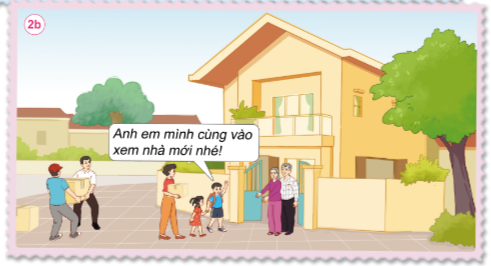 2b
Anh em mình cùng vào
xem nhà mới nhé!